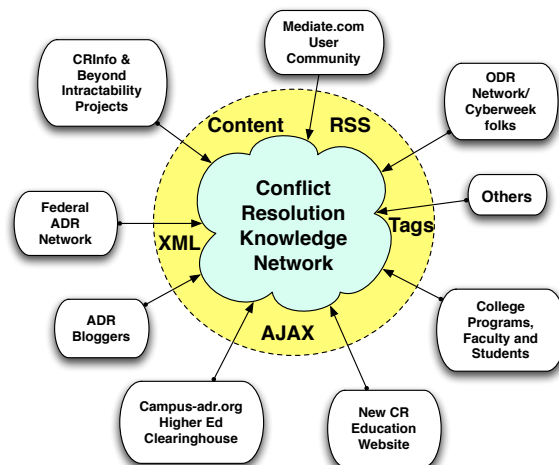 Mediate.com
User
Community
CRInfo &
Beyond
Intractability
Projects
ODR
Network/
Cyberweek
folks
Content
RSS
Conflict
Resolution
Knowledge
Network
Others
Federal
ADR
Network
XML
Tags
ADR
Bloggers
AJAX
College
Programs,
Faculty and
Students
Campus-adr.org
Higher Ed
Clearinghouse
New CR
Education
Website